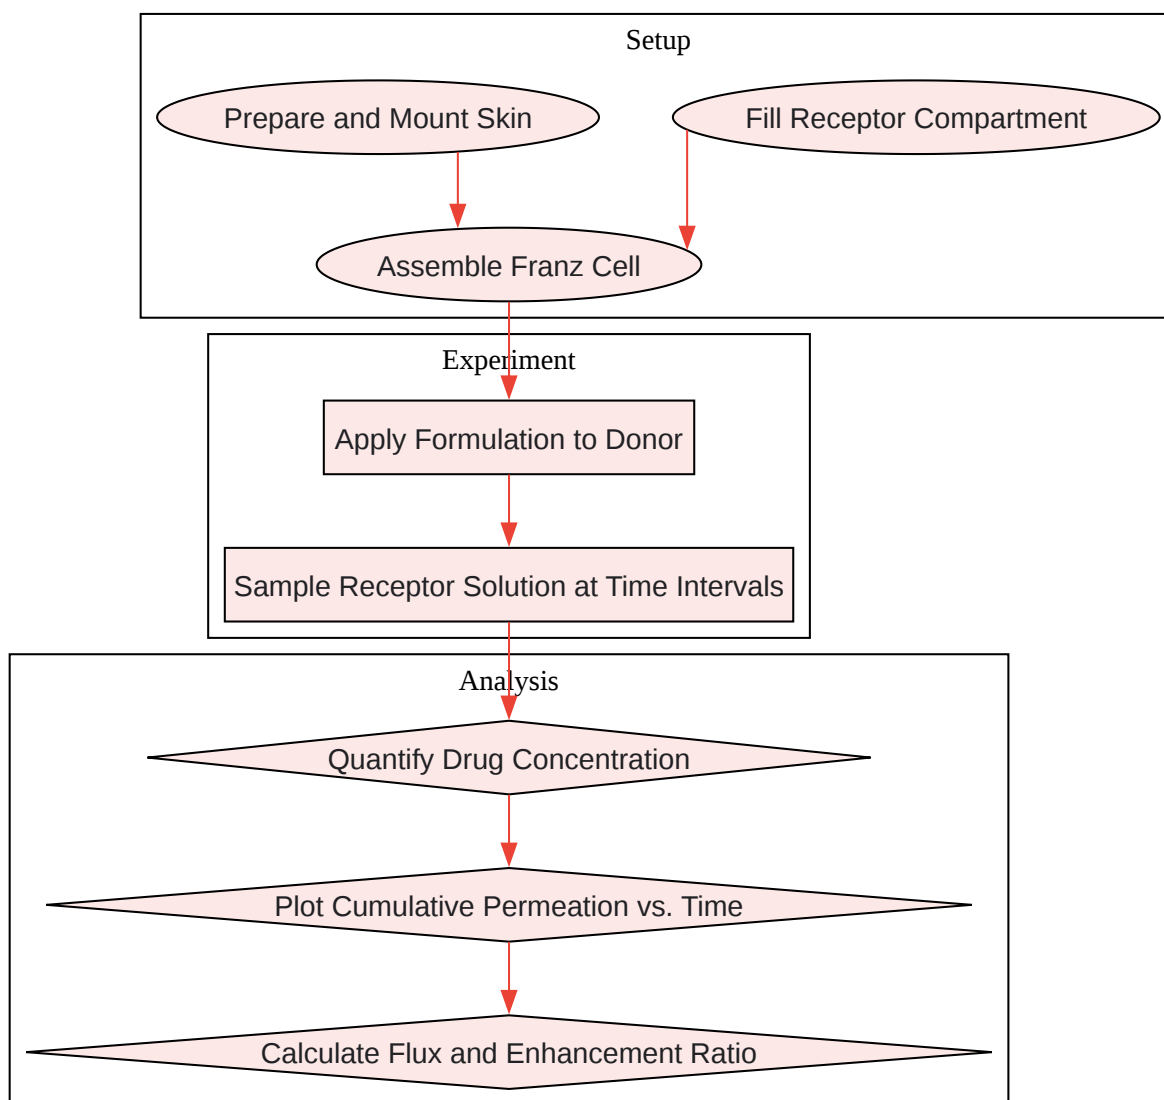 Setup
Prepare and Mount Skin
Fill Receptor Compartment
Assemble Franz Cell
Experiment
Apply Formulation to Donor
Sample Receptor Solution at Time Intervals
Analysis
Quantify Drug Concentration
Plot Cumulative Permeation vs. Time
Calculate Flux and Enhancement Ratio